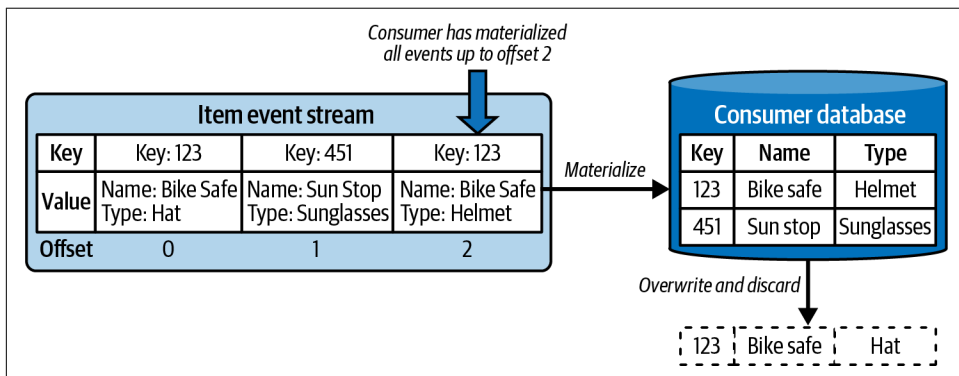 Consumer has materialized
all events up to offset 2
Item event stream
Key Key: 123 Key: 451 Key: 123
Value Name: Bike Safe Name: Sun Stop Name: Bike Safe
Type: Hat Type: Sunglasses Type: Helmet
Offset 0 1 2
Materialize
Consumer database
Key Name Type
123 Bike safe Helmet
451 Sun stop Sunglasses
Overwrite and discard
123 Bike safe Hat